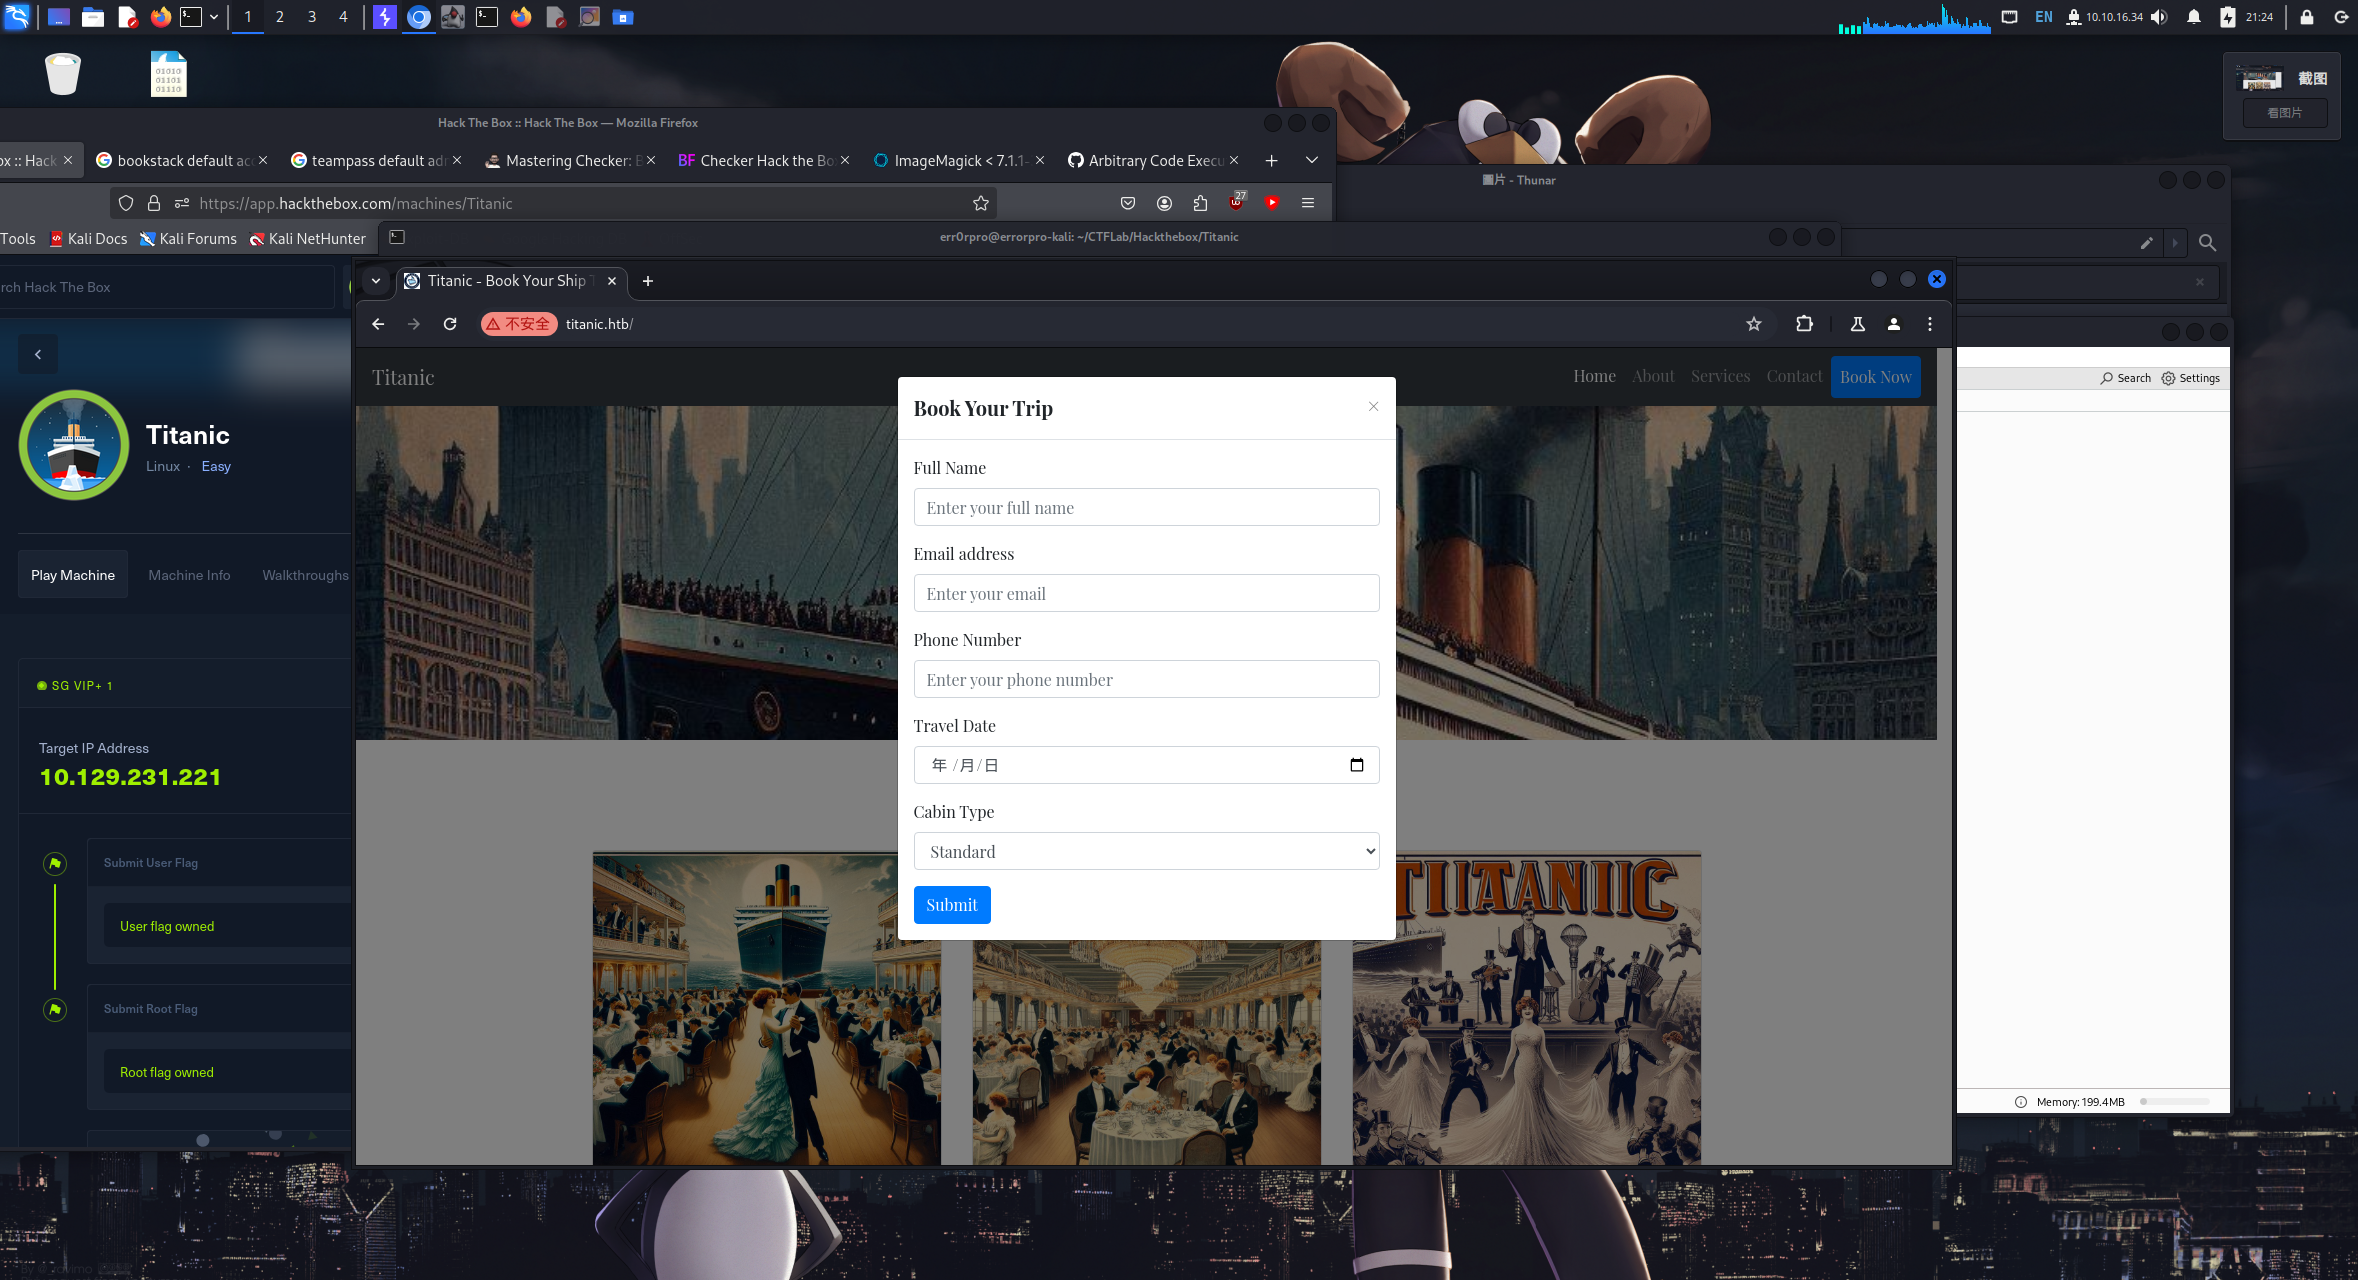 1 2 3 4
EN 10.10.16.34 21:24
01010
01101
01110
截图
看图片
Hack The Box :: Hack The Box — Mozilla Firefox
ox :: Hack
bookstack default ac
teampass default adr
Mastering Checker: B
BF Checker Hack the Bo
ImageMagick < 7.1.1-
Arbitrary Code Execu
圖片 - Thunar
https://app.hackthebox.com/machines/Titanic
27
Tools Kali Docs Kali Forums Kali NetHunter
err0rpro@errorpro-kali: ~/CTFLab/Hackthebox/Titanic
rch Hack The Box
Titanic - Book Your Ship T
不安全 titanic.htb/
Titanic
Linux · Easy
Play Machine Machine Info Walkthroughs
SG VIP+ 1
Target IP Address
10.129.231.221
Submit User Flag
User flag owned
Submit Root Flag
Root flag owned
Titanic
Home About Services Contact Book Now
Book Your Trip
Full Name
Enter your full name
Email address
Enter your email
Phone Number
Enter your phone number
Travel Date
年 /月/日
Cabin Type
Standard
Submit
TITANIC
Search Settings
Memory: 199.4MB